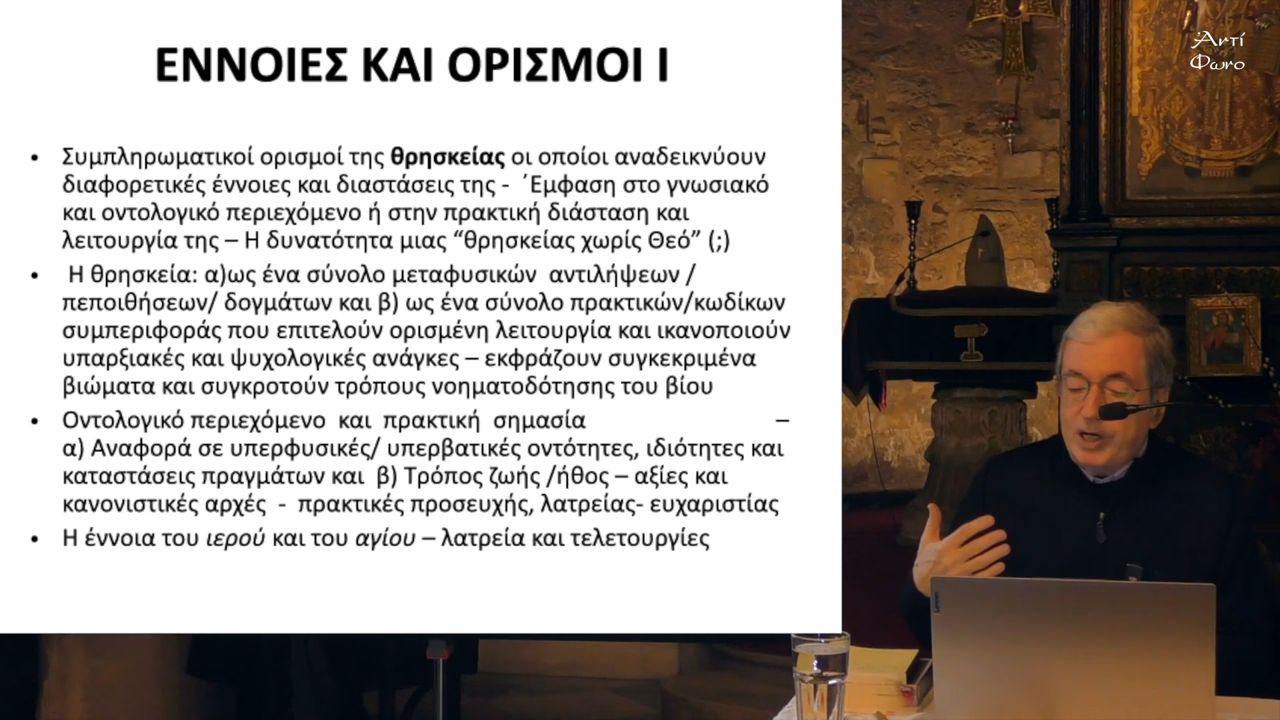 ΕΝΝΟΙΕΣ ΚΑΙ ΟΡΙΣΜΟΙ Ι
• Συμπληρωματικοί ορισμοί της θρησκείας οι οποίοι αναδεικνύουν
διαφορετικές έννοιες και διαστάσεις της - ΄Εμφαση στο γνωσιακό
και οντολογικό περιεχόμενο ή στην πρακτική διάσταση και
λειτουργία της – Η δυνατότητα μιας “θρησκείας χωρίς Θεό” (;)
• Η θρησκεία: α)ως ένα σύνολο μεταφυσικών αντιλήψεων /
πεποιθήσεων/ δογμάτων και β) ως ένα σύνολο πρακτικών/κωδίκων
συμπεριφοράς που επιτελούν ορισμένη λειτουργία και ικανοποιούν
υπαρξιακές και ψυχολογικές ανάγκες – εκφράζουν συγκεκριμένα
βιώματα και συγκροτούν τρόπους νοηματοδότησης του βίου
• Οντολογικό περιεχόμενο και πρακτική σημασία –
α) Αναφορά σε υπερφυσικές/ υπερβατικές οντότητες, ιδιότητες και
καταστάσεις πραγμάτων και β) Τρόπος ζωής /ήθος – αξίες και
κανονιστικές αρχές - πρακτικές προσευχής, λατρείας- ευχαριστίας
• Η έννοια του ιερού και του αγίου – λατρεία και τελετουργίες
Ἀντί
Φωνο
Lenovo